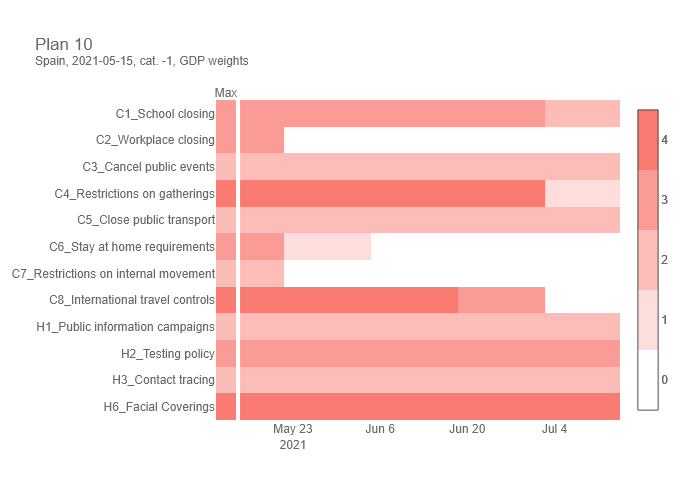 Plan 10
Spain, 2021-05-15, cat. -1, GDP weights
Max
C1_School closing
C2_Workplace closing
C3_Cancel public events
C4_Restrictions on gatherings
C5_Close public transport
C6_Stay at home requirements
C7_Restrictions on internal movement
C8_International travel controls
H1_Public information campaigns
H2_Testing policy
H3_Contact tracing
H6_Facial Coverings
May 23
2021
Jun 6
Jun 20
Jul 4
4
3
2
1
0